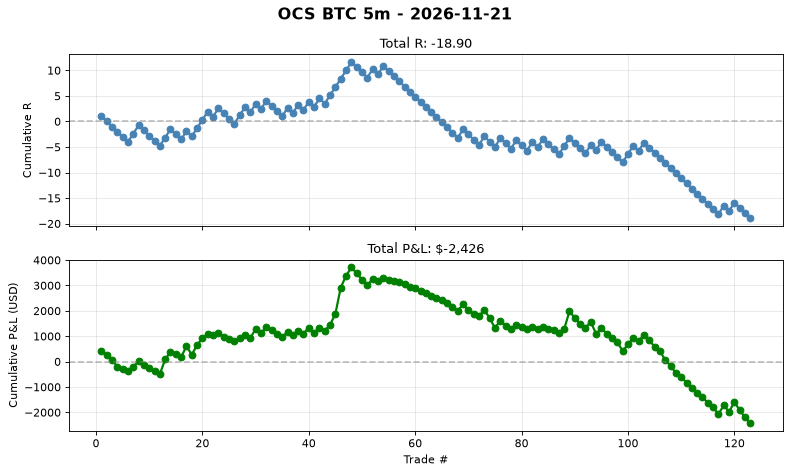 OCS BTC 5m - 2026-11-21
Total R: -18.90
Cumulative R
10
5
0
−5
−10
−15
−20
Total P&L: $-2,426
Cumulative P&L (USD)
4000
3000
2000
1000
0
−1000
−2000
0 20 40 60 80 100 120
Trade #